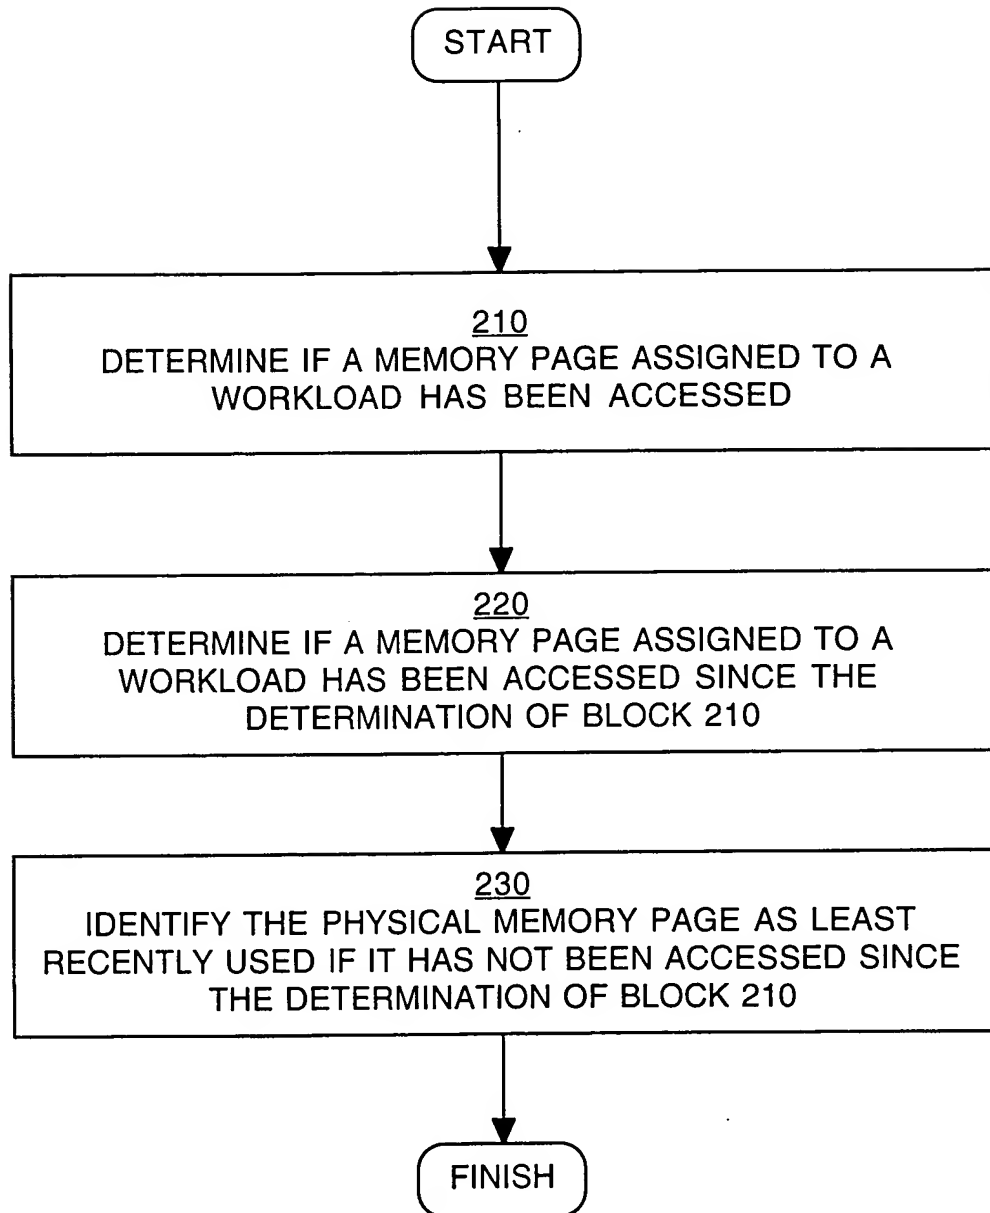 START
210
DETERMINE IF A MEMORY PAGE ASSIGNED TO A
WORKLOAD HAS BEEN ACCESSED
220
DETERMINE IF A MEMORY PAGE ASSIGNED TO A
WORKLOAD HAS BEEN ACCESSED SINCE THE
DETERMINATION OF BLOCK 210
230
IDENTIFY THE PHYSICAL MEMORY PAGE AS LEAST
RECENTLY USED IF IT HAS NOT BEEN ACCESSED SINCE
THE DETERMINATION OF BLOCK 210
FINISH